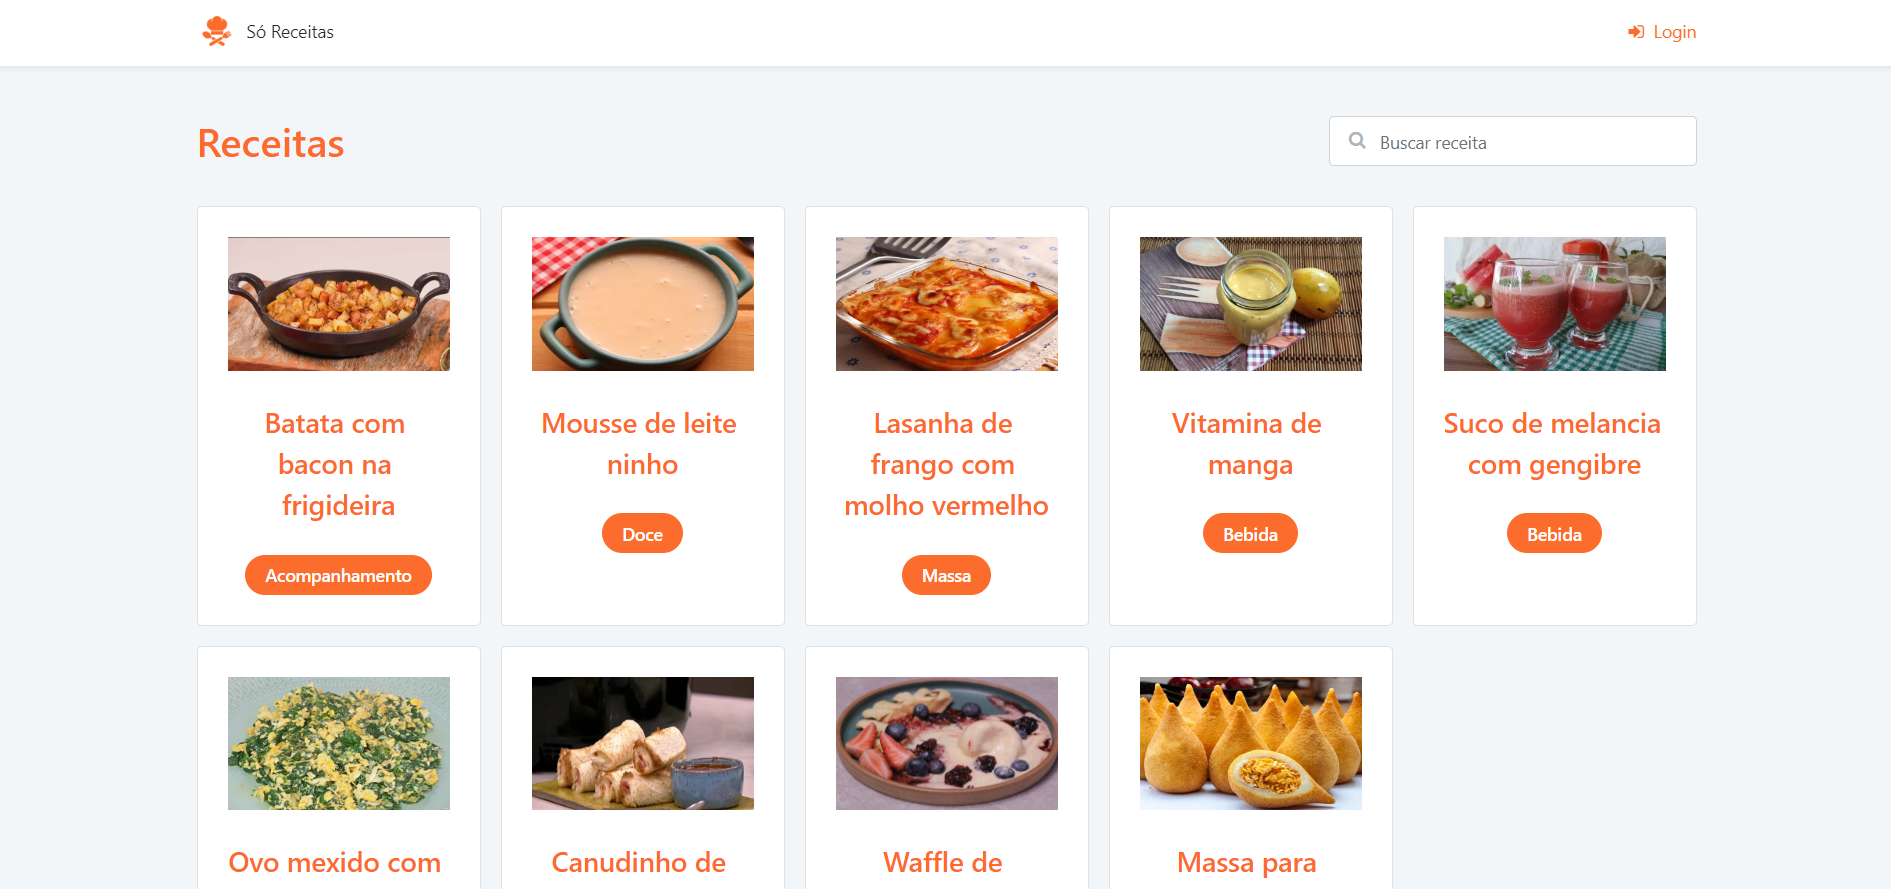 Só Receitas
Login
Receitas
Buscar receita
Batata com
bacon na
frigideira
Acompanhamento
Mousse de leite
ninho
Doce
Lasanha de
frango com
molho vermelho
Massa
Vitamina de
manga
Bebida
Suco de melancia
com gengibre
Bebida
Ovo mexido com
Canudinho de
Waffle de
Massa para